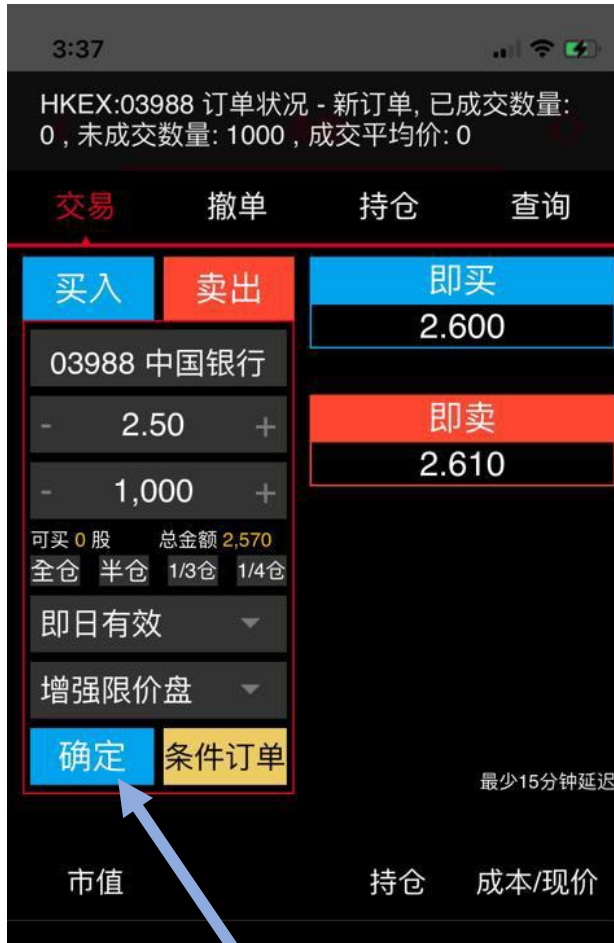 3:37
HKEX:03988 订单状况 - 新订单, 已成交数量:
0 , 未成交数量: 1000 , 成交平均价: 0
交易 撤单 持仓 查询
买入 卖出 即买
2.600
03988 中国银行
- 2.50 + 即卖
2.610
- 1,000 +
可买 0 股 总金额 2,570
全仓 半仓 1/3仓 1/4仓
即日有效
增强限价盘
确定 条件订单
最少15分钟延迟
市值 持仓 成本/现价